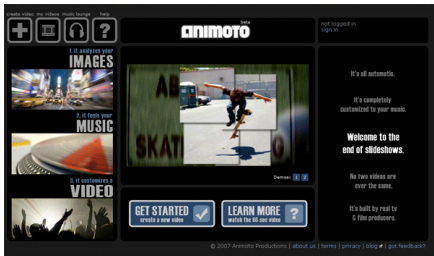 create video my videos music lounge help
beta
animoto
not logged in
sign in
1. it analyzes your
IMAGES
2. it feels your
MUSIC
3. it customizes a
VIDEO
AD
SKAT
O
Demos: 1 2
GET STARTED
create a new video
LEARN MORE
watch the 60 sec video
?
It's all automatic.
It's completely
customized to your music.
Welcome to the
end of slideshows.
No two videos are
ever the same.
It's built by real tv
& film producers.
© 2007 Animoto Productions | about us | terms | privacy | blog | got feedback?